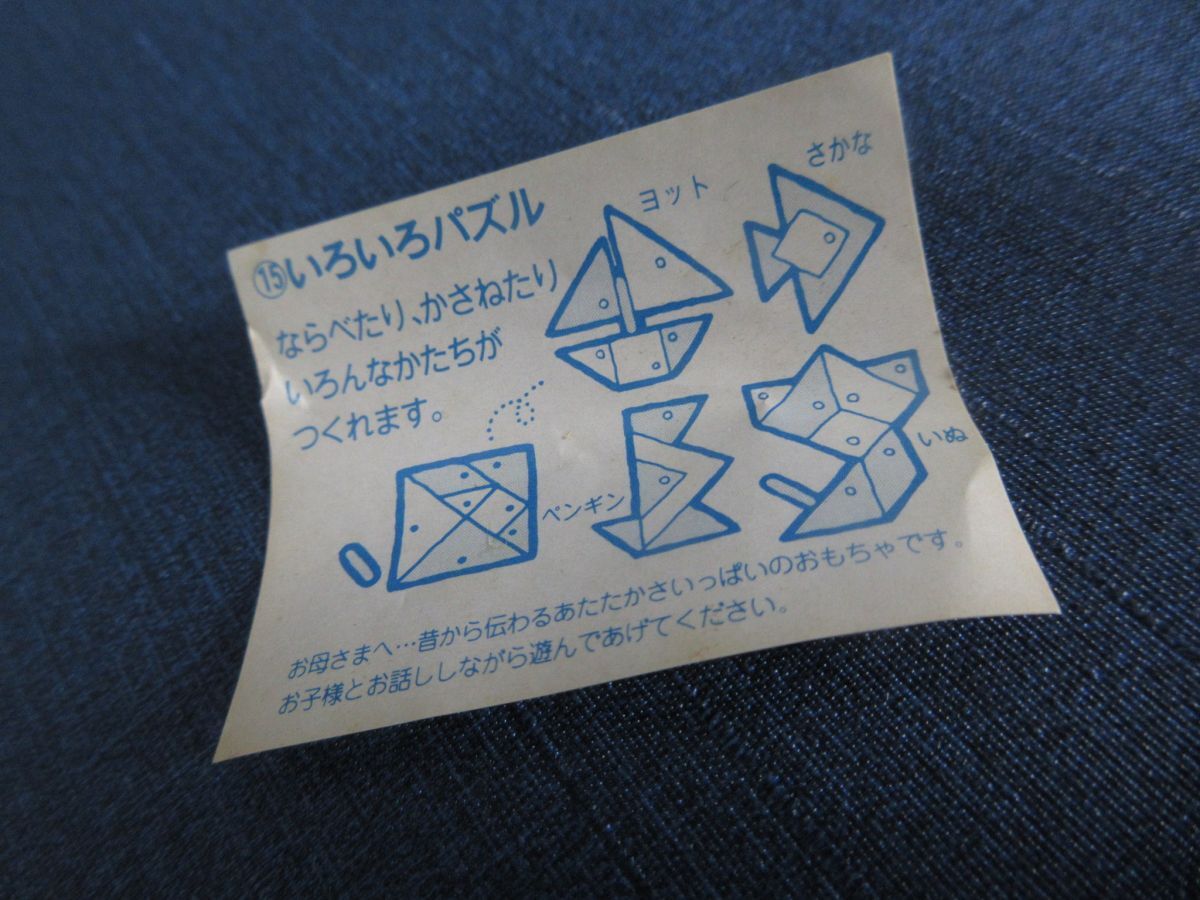 ⑮いろいろパズル
ならべたり、かさねたり
いろんなかたちが
つくれます。
ヨット
さかな
ペンギン
いぬ
お母さまへ…昔から伝わるあたたかさいっぱいのおもちゃです。
お子様とお話ししながら遊んであげてください。